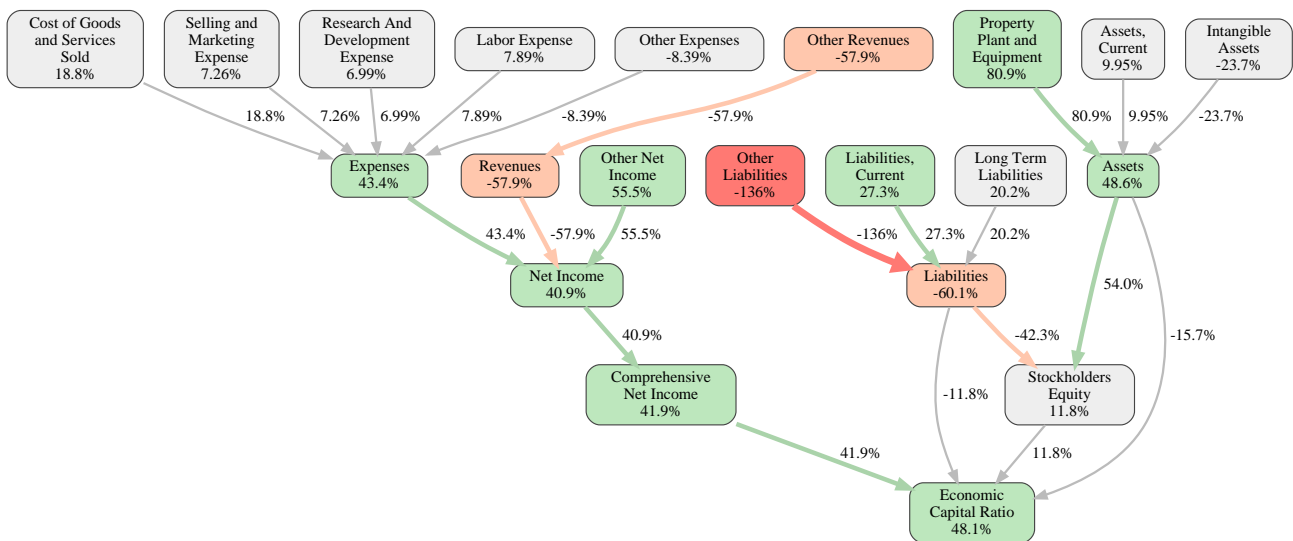 Cost of Goods
and Services
Sold
18.8%
Selling and
Marketing
Expense
7.26%
Research And
Development
Expense
6.99%
Labor Expense
7.89%
Other Expenses
-8.39%
Other Revenues
-57.9%
Property
Plant and
Equipment
80.9%
Assets,
Current
9.95%
Intangible
Assets
-23.7%
18.8%
7.26%
6.99%
7.89%
-8.39%
-57.9%
80.9%
9.95%
-23.7%
Expenses
43.4%
Revenues
-57.9%
Other Net
Income
55.5%
Other
Liabilities
-136%
Liabilities,
Current
27.3%
Long Term
Liabilities
20.2%
Assets
48.6%
43.4%
-57.9%
55.5%
-136%
27.3%
20.2%
Net Income
40.9%
Liabilities
-60.1%
54.0%
40.9%
-42.3%
-15.7%
Comprehensive
Net Income
41.9%
Stockholders
Equity
11.8%
-11.8%
41.9%
11.8%
Economic
Capital Ratio
48.1%